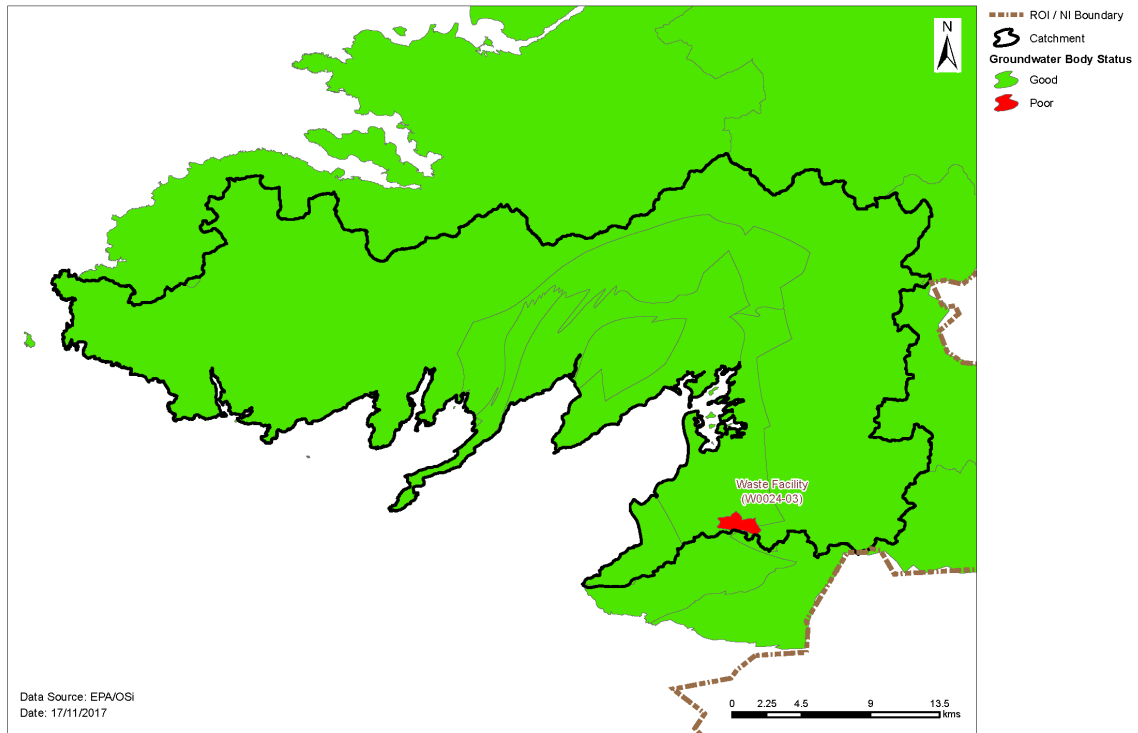 ROI / NI Boundary
Catchment
Groundwater Body Status
Good
Poor
N
Waste Facility
(W0024-03)
Data Source: EPA/OSi
Date: 17/11/2017
0 2.25 4.5 9 13.5
kms